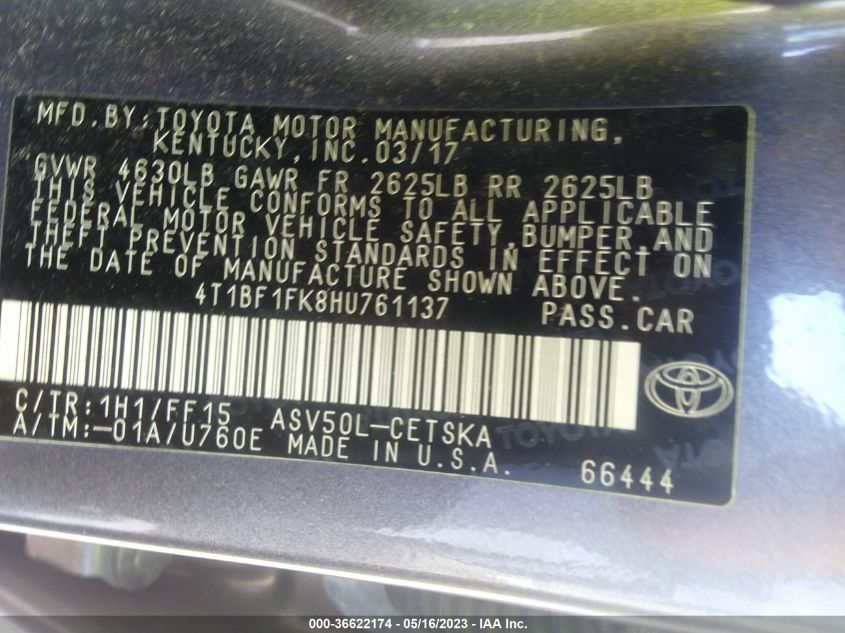 MFD. BY: TOYOTA MOTOR MANUFACTURING,
KENTUCKY, INC. 03/17
GVWR 4630LB GAWR FR 2625LB RR 2625LB
THIS VEHICLE CONFORMS TO ALL APPLICABLE
FEDERAL MOTOR VEHICLE SAFETY, BUMPER, AND
THEFT PREVENTION STANDARDS IN EFFECT ON
THE DATE OF MANUFACTURE SHOWN ABOVE.
4T1BF1FK8HU761137 PASS.CAR
C/TR:1H1/FF15 ASV50L-CETSKA
A/TM:-01A/U760E MADE IN U.S.A.
66444
000-36622174 - 05/16/2023 - IAAI.com